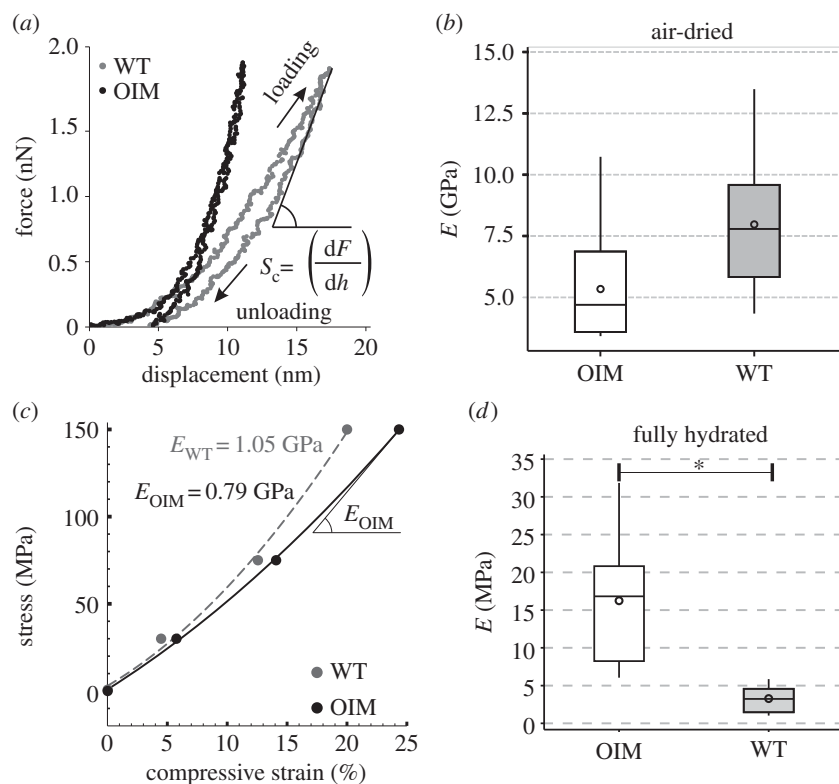 (a)
2.0
1.5
1.0
0.5
0
force (nN)
WT
OIM
loading
S_c = (dF/dh)
unloading
0 5 10 15 20
displacement (nm)
(b)
air-dried
15.0
12.5
10.0
7.5
5.0
E (GPa)
OIM WT
(c)
150
100
50
0
stress (MPa)
E_WT = 1.05 GPa
E_OIM = 0.79 GPa
E_OIM
WT
OIM
0 5 10 15 20 25
compressive strain (%)
(d)
fully hydrated
*
35
30
25
20
15
10
5
0
E (MPa)
OIM WT